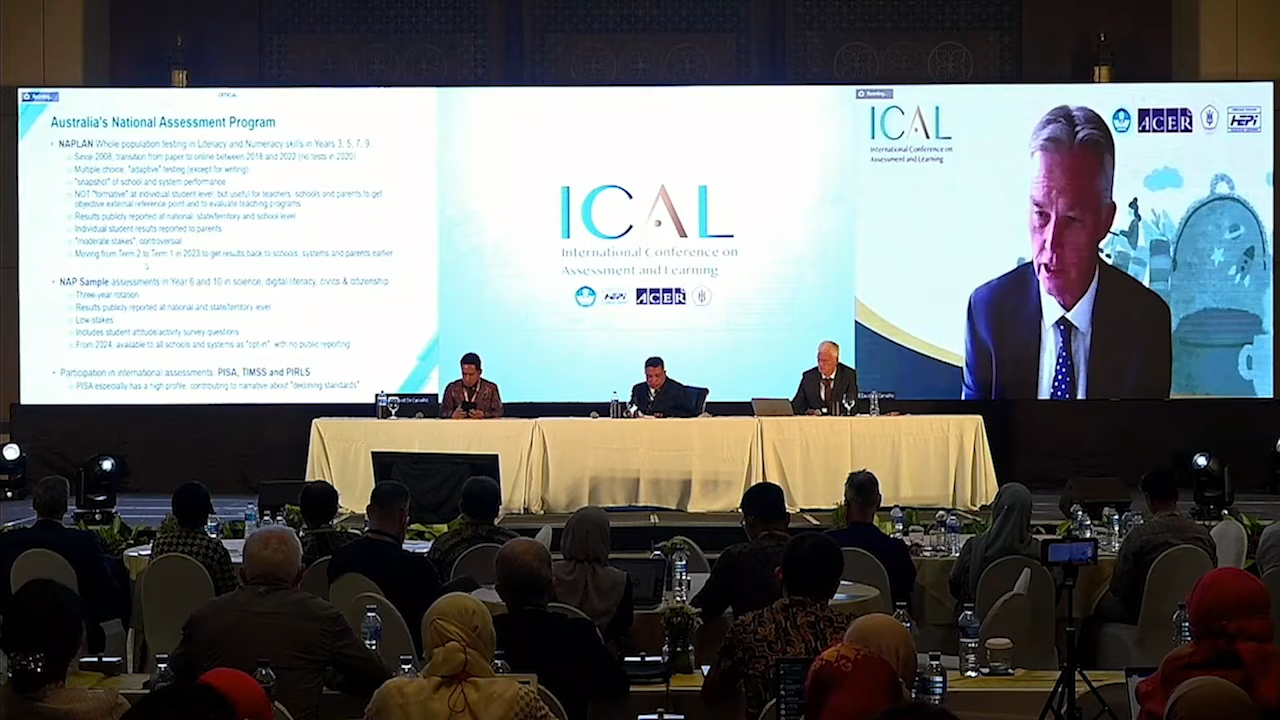 Recording...
OFFICIAL
Australia's National Assessment Program
• NAPLAN Whole population testing in Literacy and Numeracy skills in Years 3, 5, 7, 9.
Since 2008; transition from paper to online between 2018 and 2022 (no tests in 2020)
Multiple choice, "adaptive" testing (except for writing)
"snapshot" of school and system performance
NOT "formative" at individual student level, but useful for teachers, schools and parents to get
objective external reference point and to evaluate teaching programs
Results publicly reported at national, state/territory and school level
Individual student results reported to parents
"moderate stakes", controversial
Moving from Term 2 to Term 1 in 2023 to get results back to schools, systems and parents earlier
• NAP Sample assessments in Year 6 and 10 in science, digital literacy, civics & citizenship
Three-year rotation
Results publicly reported at national and state/territory level
Low-stakes
Includes student attitude/activity survey questions
From 2024, available to all schools and systems as "opt-in", with no public reporting
• Participation in international assessments: PISA, TIMSS and PIRLS
PISA especially has a high profile, contributing to narrative about "declining standards"
ICAL
International Conference on
Assessment and Learning
HEPI
ACER
Recording...
ICAL
International Conference on
Assessment and Learning
ACER
HEPI
David De Carvalho
David De Carvalho